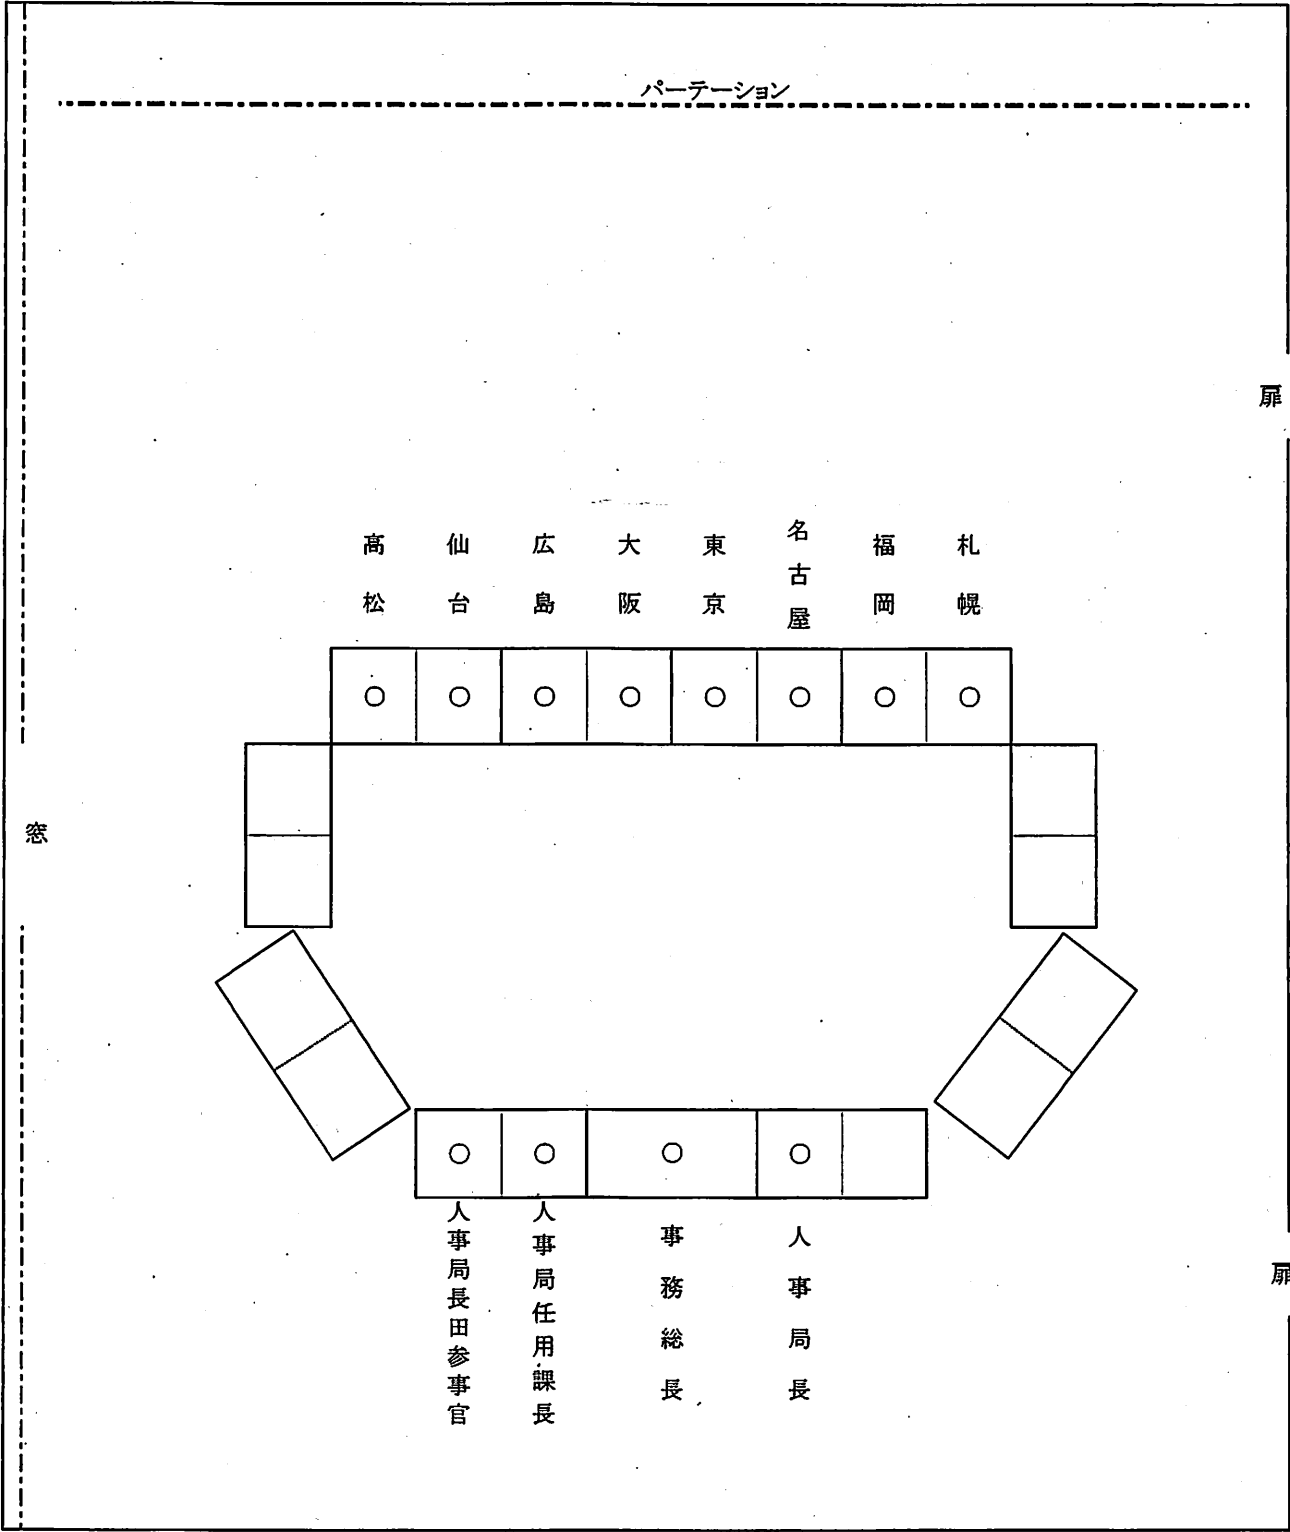 パーテーション
扉
高松
仙台
広島
大阪
東京
名古屋
福岡
札幌
窓
人事局長田参事官
人事局任用課長
事務総長
人事局長
扉